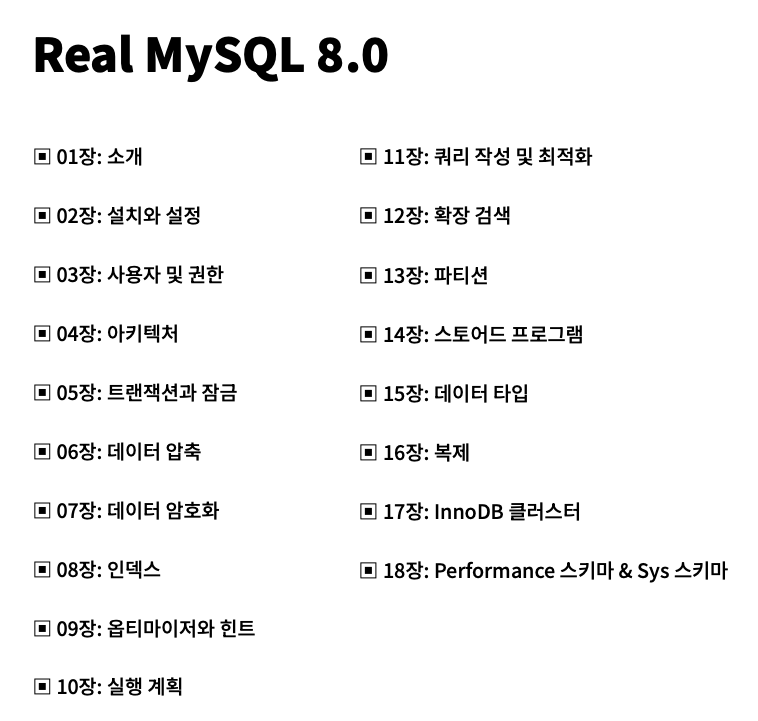 Real MySQL 8.0
▣ 01장: 소개
▣ 02장: 설치와 설정
▣ 03장: 사용자 및 권한
▣ 04장: 아키텍처
▣ 05장: 트랜잭션과 잠금
▣ 06장: 데이터 압축
▣ 07장: 데이터 암호화
▣ 08장: 인덱스
▣ 09장: 옵티마이저와 힌트
▣ 10장: 실행 계획
▣ 11장: 쿼리 작성 및 최적화
▣ 12장: 확장 검색
▣ 13장: 파티션
▣ 14장: 스토어드 프로그램
▣ 15장: 데이터 타입
▣ 16장: 복제
▣ 17장: InnoDB 클러스터
▣ 18장: Performance 스키마 & Sys 스키마